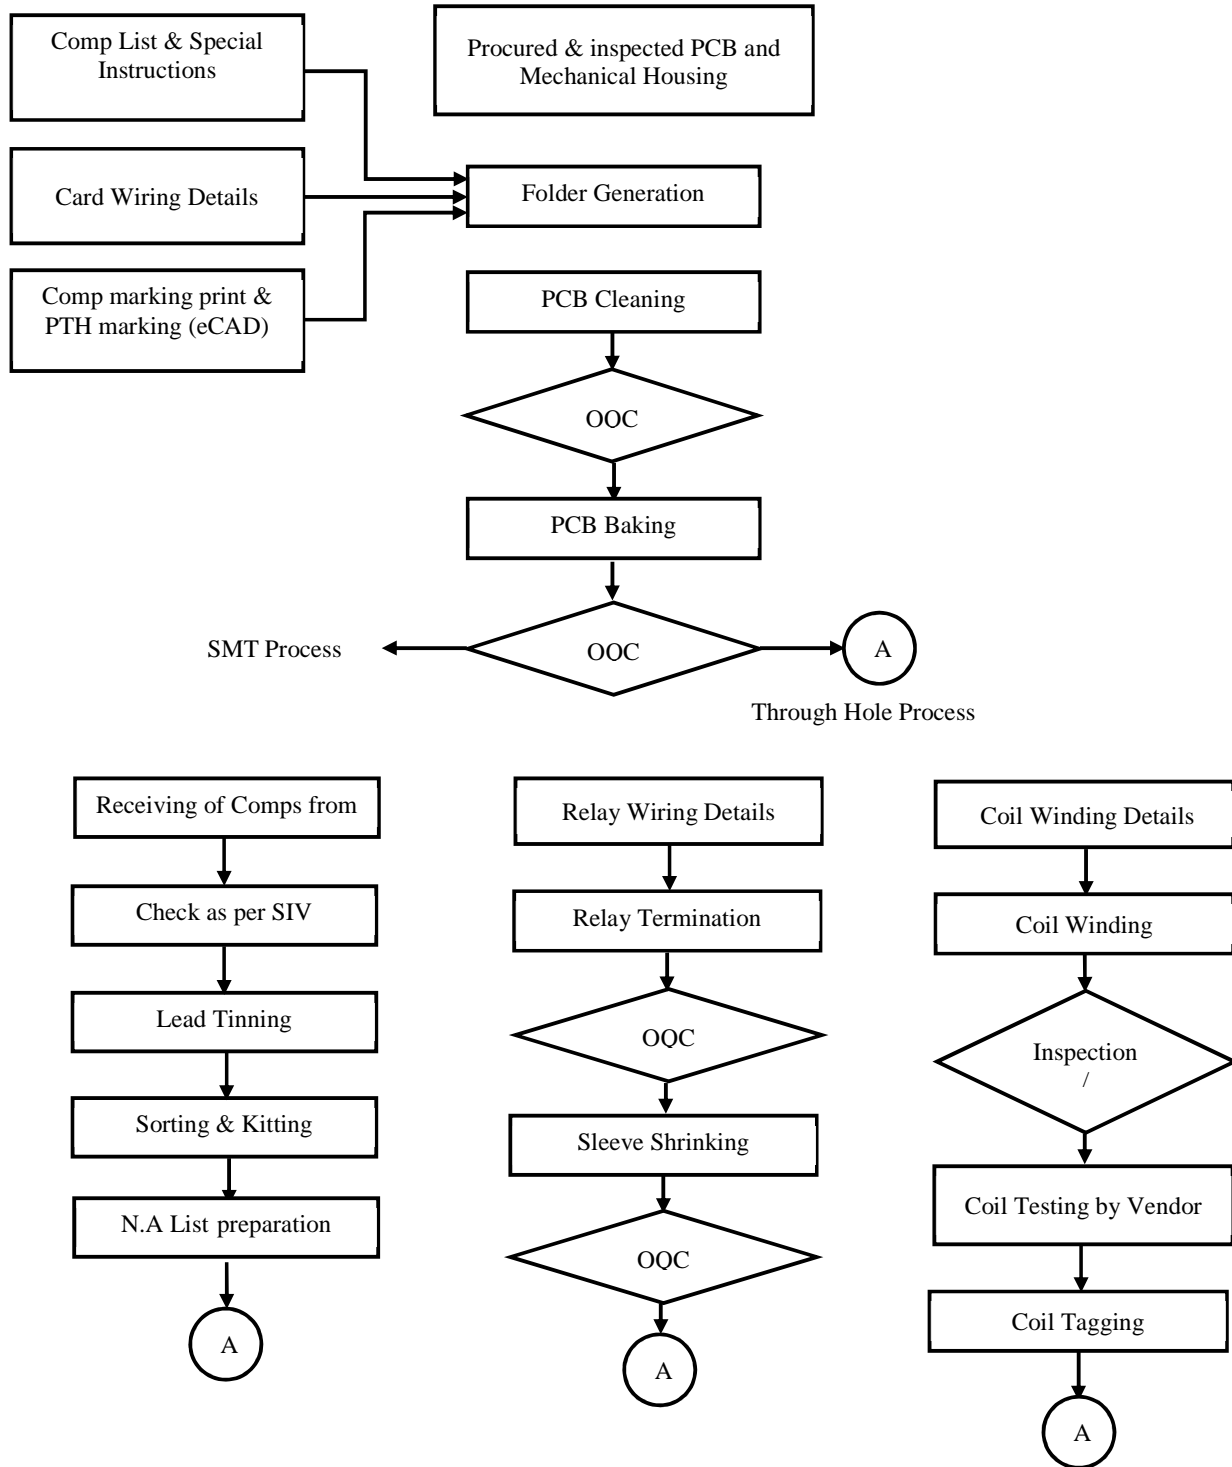 Comp List & Special
Instructions
Procured & inspected PCB and
Mechanical Housing
Card Wiring Details
Folder Generation
Comp marking print &
PTH marking (eCAD)
PCB Cleaning
OQC
PCB Baking
SMT Process
OQC
A
Through Hole Process
Receiving of Comps from
Check as per SIV
Lead Tinning
Sorting & Kitting
N.A List preparation
A
Relay Wiring Details
Relay Termination
OQC
Sleeve Shrinking
OQC
A
Coil Winding Details
Coil Winding
Inspection
/
Coil Testing by Vendor
Coil Tagging
A